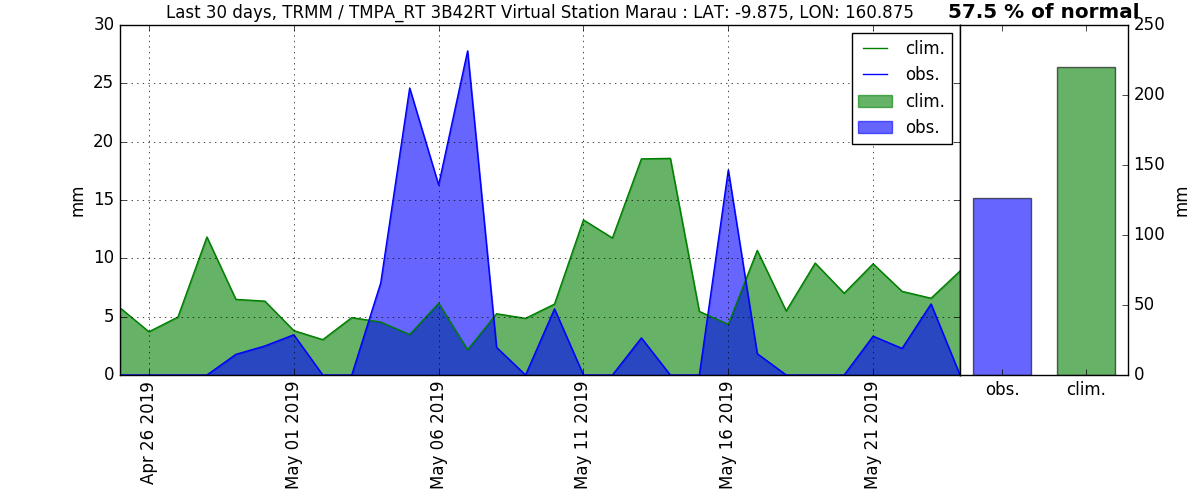 Last 30 days, TRMM / TMPA_RT 3B42RT Virtual Station Marau : LAT: -9.875, LON: 160.875
57.5 % of normal
mm
30
25
20
15
10
5
0
clim.
obs.
clim.
obs.
Apr 26 2019
May 01 2019
May 06 2019
May 11 2019
May 16 2019
May 21 2019
250
200
150
100
50
0
mm
obs.
clim.